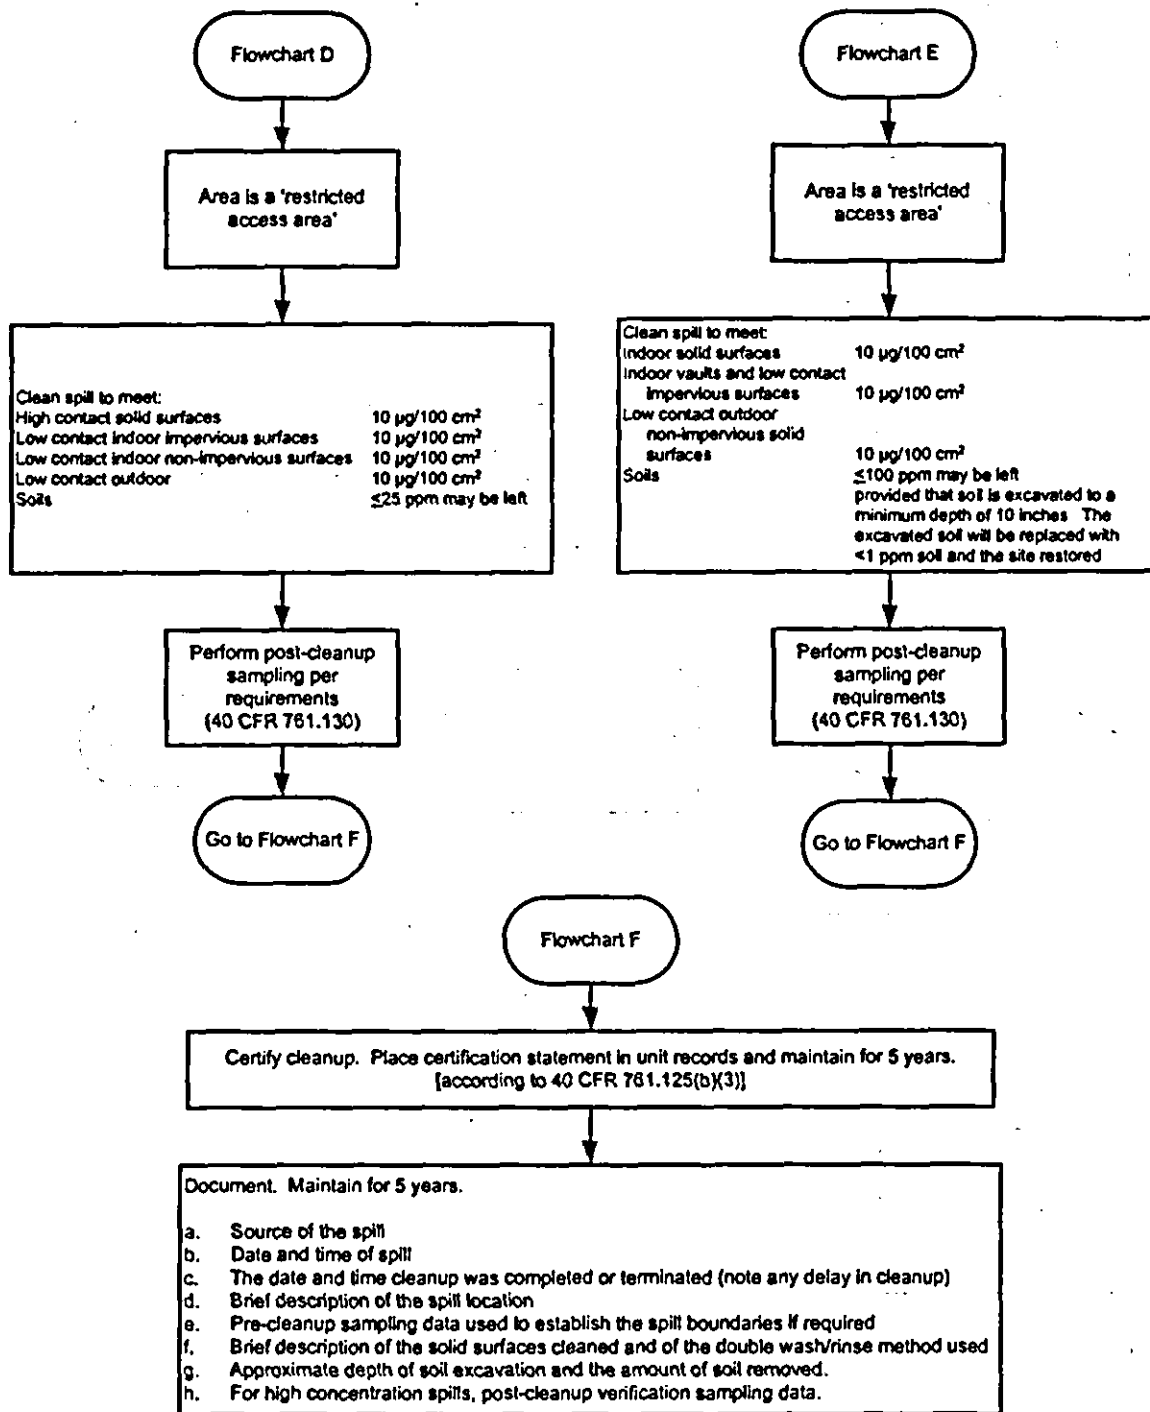 Flowchart D
Area is a 'restricted
access area'
Clean spill to meet:
High contact solid surfaces 10 µg/100 cm²
Low contact indoor impervious surfaces 10 µg/100 cm²
Low contact indoor non-impervious surfaces 10 µg/100 cm²
Low contact outdoor 10 µg/100 cm²
Soils ≤25 ppm may be left
Perform post-cleanup
sampling per
requirements
(40 CFR 761.130)
Go to Flowchart F
Flowchart E
Area is a 'restricted
access area'
Clean spill to meet:
Indoor solid surfaces 10 µg/100 cm²
Indoor vaults and low contact
impervious surfaces 10 µg/100 cm²
Low contact outdoor
non-impervious solid
surfaces 10 µg/100 cm²
Soils ≤100 ppm may be left
provided that soil is excavated to a
minimum depth of 10 inches The
excavated soil will be replaced with
<1 ppm soil and the site restored
Perform post-cleanup
sampling per
requirements
(40 CFR 761.130)
Go to Flowchart F
Flowchart F
Certify cleanup. Place certification statement in unit records and maintain for 5 years.
[according to 40 CFR 761.125(b)(3)]
Document. Maintain for 5 years.
a. Source of the spill
b. Date and time of spill
c. The date and time cleanup was completed or terminated (note any delay in cleanup)
d. Brief description of the spill location
e. Pre-cleanup sampling data used to establish the spill boundaries if required
f. Brief description of the solid surfaces cleaned and of the double wash/rinse method used
g. Approximate depth of soil excavation and the amount of soil removed.
h. For high concentration spills, post-cleanup verification sampling data.